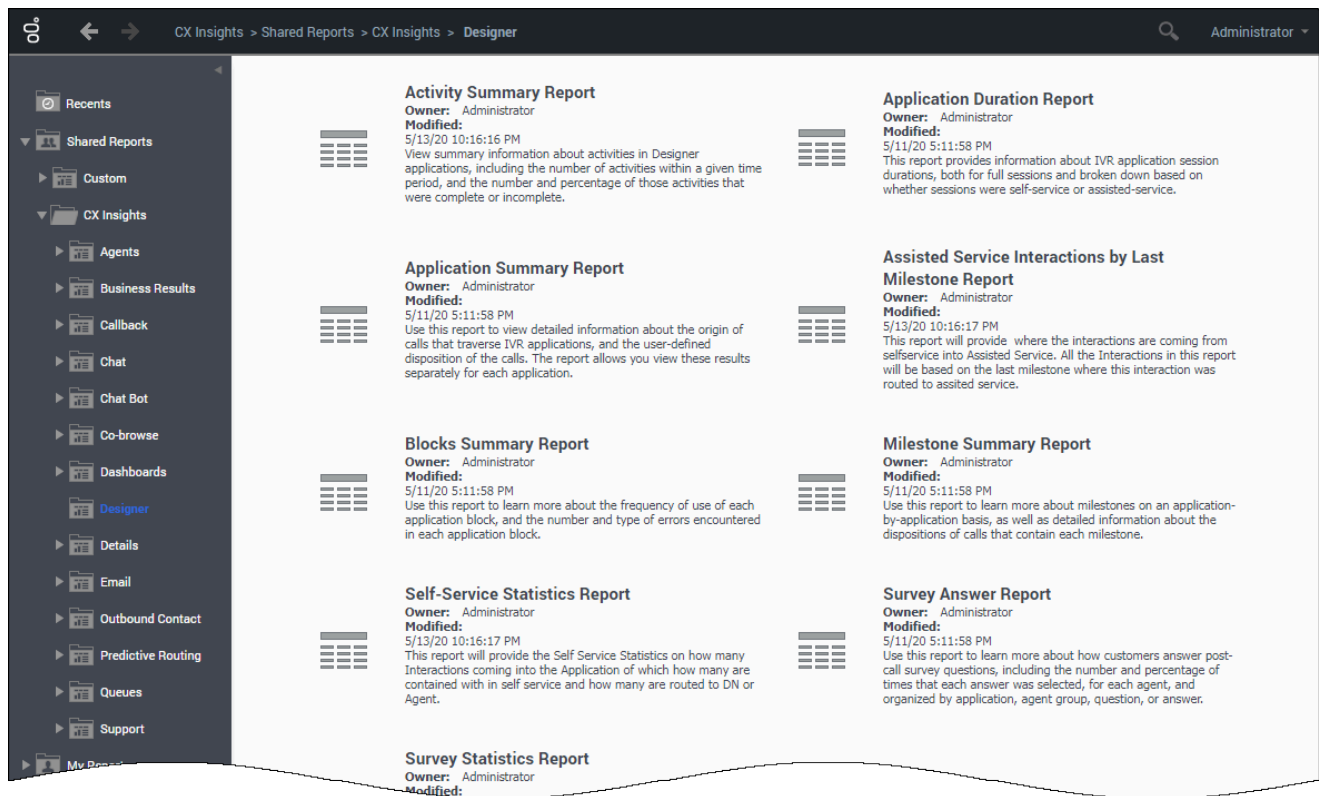 CX Insights > Shared Reports > CX Insights > Designer
Administrator
Recents
Shared Reports
Custom
CX Insights
Agents
Business Results
Callback
Chat
Chat Bot
Co-browse
Dashboards
Designer
Details
Email
Outbound Contact
Predictive Routing
Queues
Support
My
Activity Summary Report
Owner: Administrator
Modified:
5/13/20 10:16:16 PM
View summary information about activities in Designer
applications, including the number of activities within a given time
period, and the number and percentage of those activities that
were complete or incomplete.
Application Duration Report
Owner: Administrator
Modified:
5/11/20 5:11:58 PM
This report provides information about IVR application session
durations, both for full sessions and broken down based on
whether sessions were self-service or assisted-service.
Application Summary Report
Owner: Administrator
Modified:
5/11/20 5:11:58 PM
Use this report to view detailed information about the origin of
calls that traverse IVR applications, and the user-defined
disposition of the calls. The report allows you view these results
separately for each application.
Assisted Service Interactions by Last
Milestone Report
Owner: Administrator
Modified:
5/13/20 10:16:17 PM
This report will provide where the interactions are coming from
selfservice into Assisted Service. All the Interactions in this report
will be based on the last milestone where this interaction was
routed to assited service.
Blocks Summary Report
Owner: Administrator
Modified:
5/11/20 5:11:58 PM
Use this report to learn more about the frequency of use of each
application block, and the number and type of errors encountered
in each application block.
Milestone Summary Report
Owner: Administrator
Modified:
5/11/20 5:11:58 PM
Use this report to learn more about milestones on an application-
by-application basis, as well as detailed information about the
dispositions of calls that contain each milestone.
Self-Service Statistics Report
Owner: Administrator
Modified:
5/13/20 10:16:17 PM
This report will provide the Self Service Statistics on how many
Interactions coming into the Application of which how many are
contained with in self service and how many are routed to DN or
Agent.
Survey Answer Report
Owner: Administrator
Modified:
5/11/20 5:11:58 PM
Use this report to learn more about how customers answer post-
call survey questions, including the number and percentage of
times that each answer was selected, for each agent, and
organized by application, agent group, question, or answer.
Survey Statistics Report
Owner: Administrator
Modified: